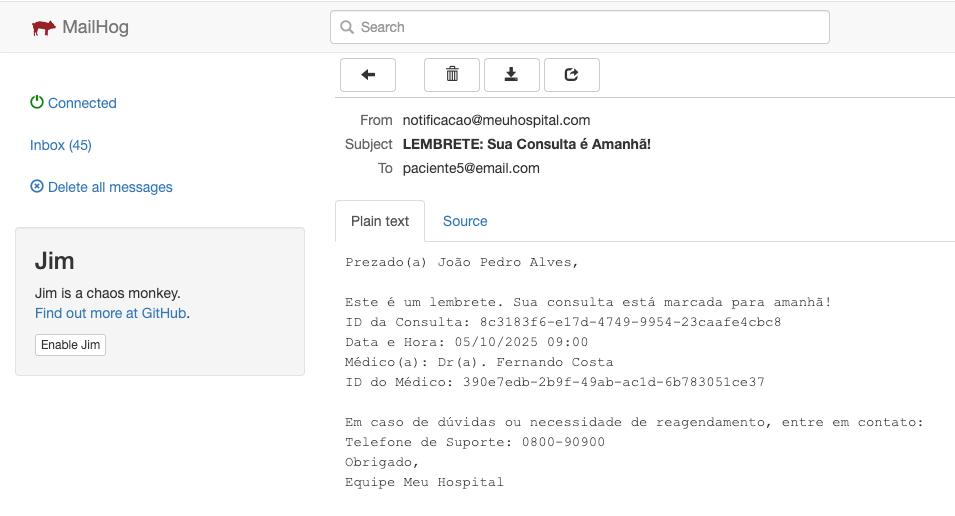 MailHog
Search
Connected
Inbox (45)
Delete all messages
Jim
Jim is a chaos monkey.
Find out more at GitHub.
Enable Jim
From notificacao@meuhospital.com
Subject LEMBRETE: Sua Consulta é Amanhã!
To paciente5@email.com
Plain text Source
Prezado(a) João Pedro Alves,
Este é um lembrete. Sua consulta está marcada para amanhã!
ID da Consulta: 8c3183f6-e17d-4749-9954-23caafe4cbc8
Data e Hora: 05/10/2025 09:00
Médico(a): Dr(a). Fernando Costa
ID do Médico: 390e7edb-2b9f-49ab-ac1d-6b783051ce37
Em caso de dúvidas ou necessidade de reagendamento, entre em contato:
Telefone de Suporte: 0800-90900
Obrigado,
Equipe Meu Hospital